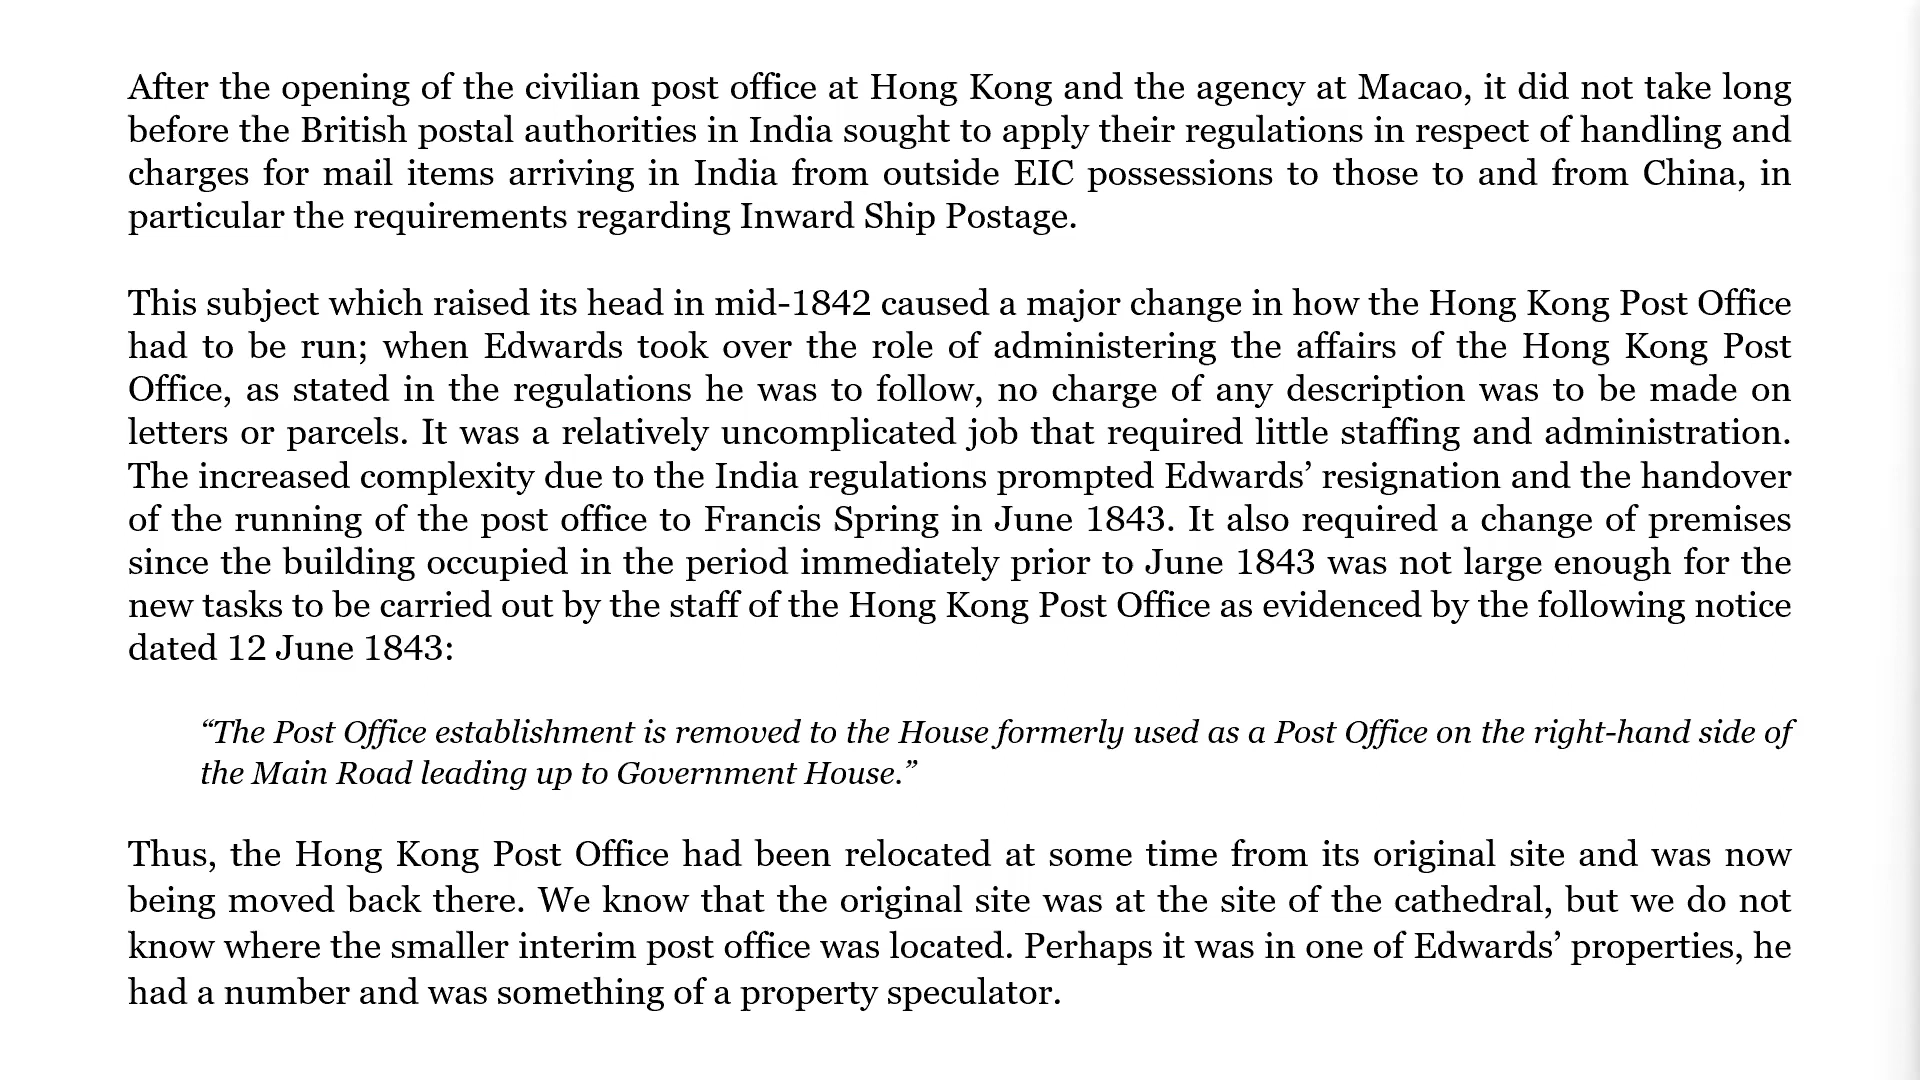 After the opening of the civilian post office at Hong Kong and the agency at Macao, it did not take long
before the British postal authorities in India sought to apply their regulations in respect of handling and
charges for mail items arriving in India from outside EIC possessions to those to and from China, in
particular the requirements regarding Inward Ship Postage.
This subject which raised its head in mid-1842 caused a major change in how the Hong Kong Post Office
had to be run; when Edwards took over the role of administering the affairs of the Hong Kong Post
Office, as stated in the regulations he was to follow, no charge of any description was to be made on
letters or parcels. It was a relatively uncomplicated job that required little staffing and administration.
The increased complexity due to the India regulations prompted Edwards’ resignation and the handover
of the running of the post office to Francis Spring in June 1843. It also required a change of premises
since the building occupied in the period immediately prior to June 1843 was not large enough for the
new tasks to be carried out by the staff of the Hong Kong Post Office as evidenced by the following notice
dated 12 June 1843:
“The Post Office establishment is removed to the House formerly used as a Post Office on the right-hand side of
the Main Road leading up to Government House.”
Thus, the Hong Kong Post Office had been relocated at some time from its original site and was now
being moved back there. We know that the original site was at the site of the cathedral, but we do not
know where the smaller interim post office was located. Perhaps it was in one of Edwards’ properties, he
had a number and was something of a property speculator.